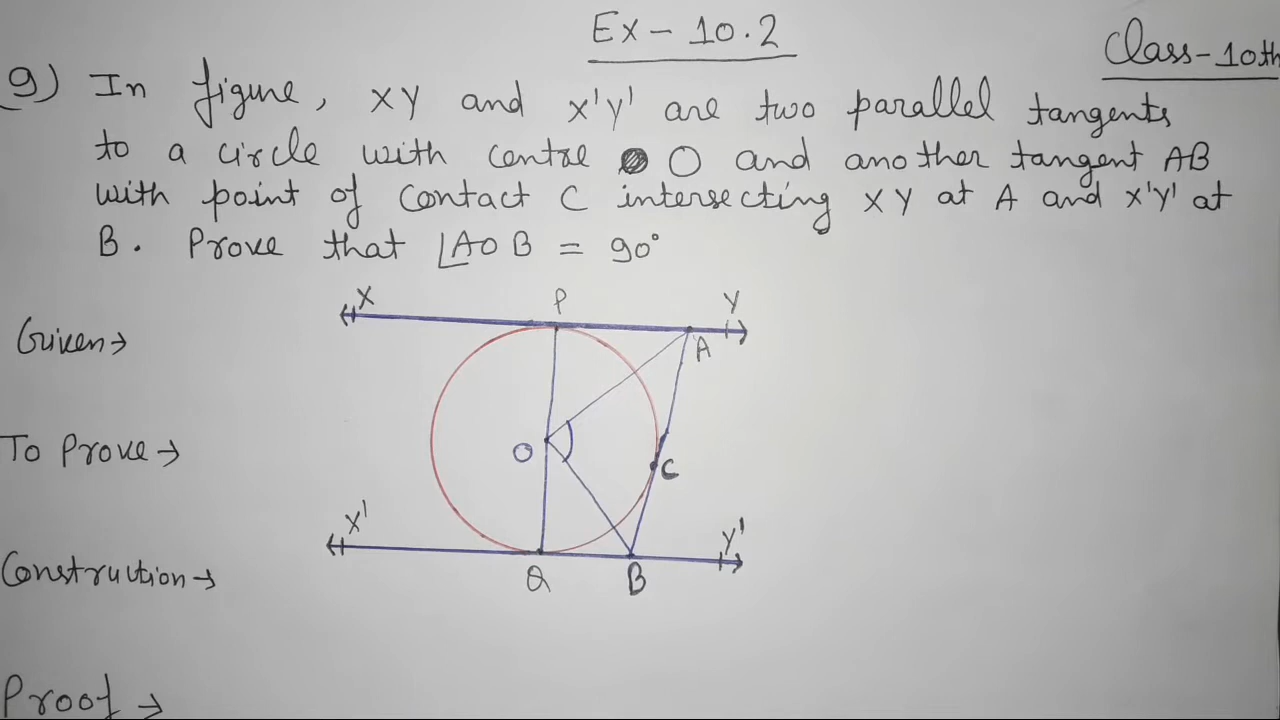 Ex - 10.2
Class - 10th
9) In figure, XY and X'Y' are two parallel tangents
to a circle with centre O and another tangent AB
with point of contact C intersecting XY at A and X'Y' at
B. Prove that ∠AOB = 90°
X P Y
Given →
A
To Prove →
O
C
X' Y'
Construction →
Q B
Proof →